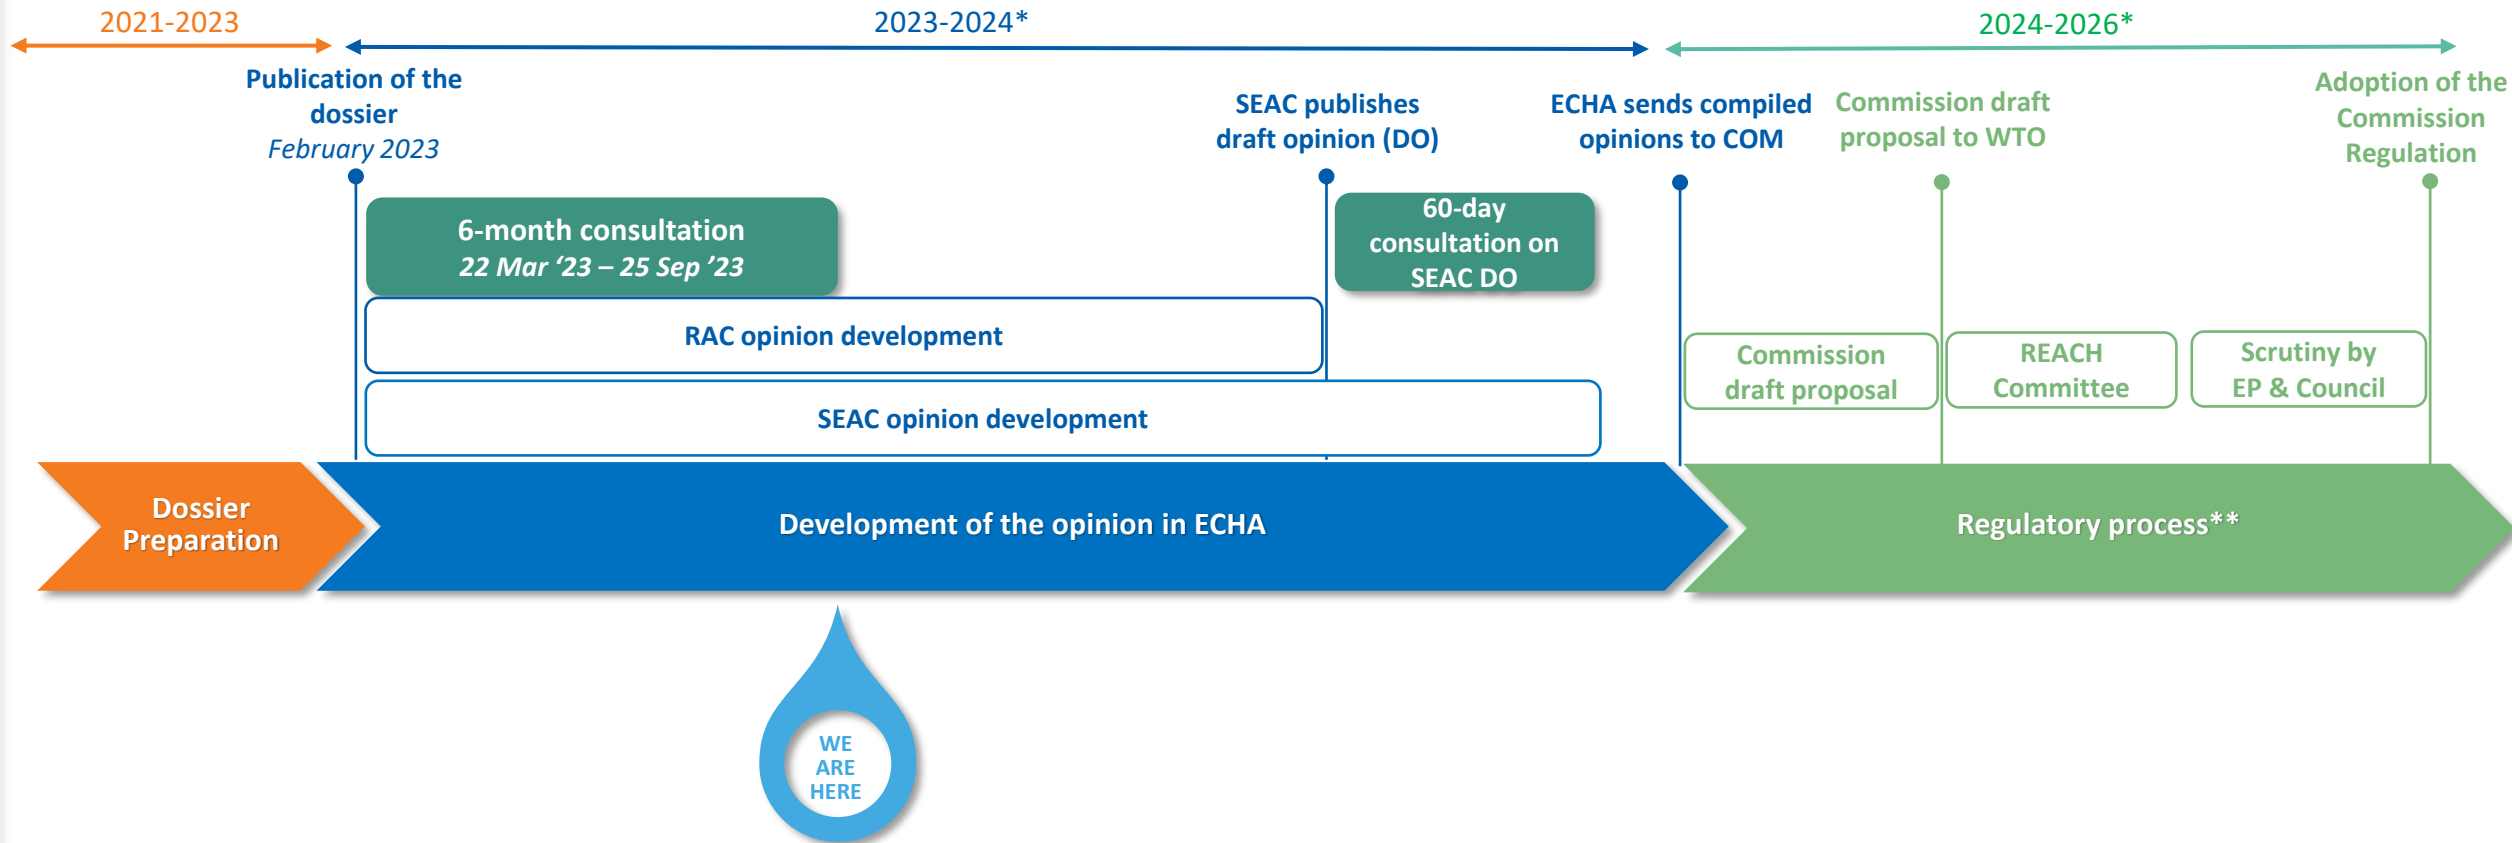 2021-2023
2023-2024*
2024-2026*
Publication of the
dossier
February 2023
SEAC publishes
draft opinion (DO)
ECHA sends compiled
opinions to COM
Commission draft
proposal to WTO
Adoption of the
Commission
Regulation
6-month consultation
22 Mar ‘23 – 25 Sep ’23
60-day
consultation on
SEAC DO
RAC opinion development
SEAC opinion development
Commission
draft proposal
REACH
Committee
Scrutiny by
EP & Council
Dossier
Preparation
Development of the opinion in ECHA
Regulatory process**
WE
ARE
HERE